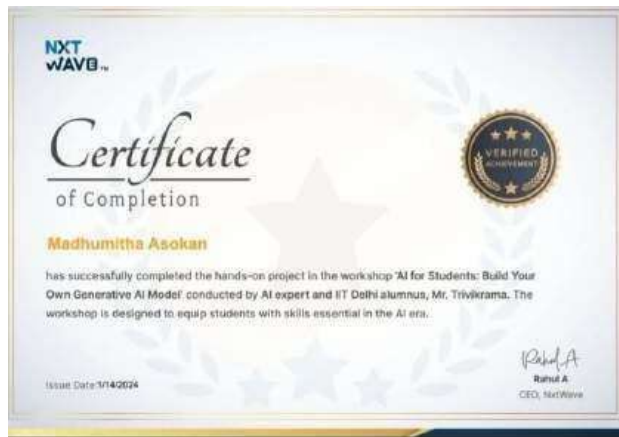 NXT
WAVE TM
Certificate
of Completion
VERIFIED
ACHIEVEMENT
Madhumitha Asokan
has successfully completed the hands-on project in the workshop 'AI for Students: Build Your
Own Generative AI Model' conducted by AI expert and IIT Delhi alumnus, Mr. Trivikrama. The
workshop is designed to equip students with skills essential in the AI era.
Rahul A
Issue Date:1/14/2024
Rahul A
CEO, NxtWave